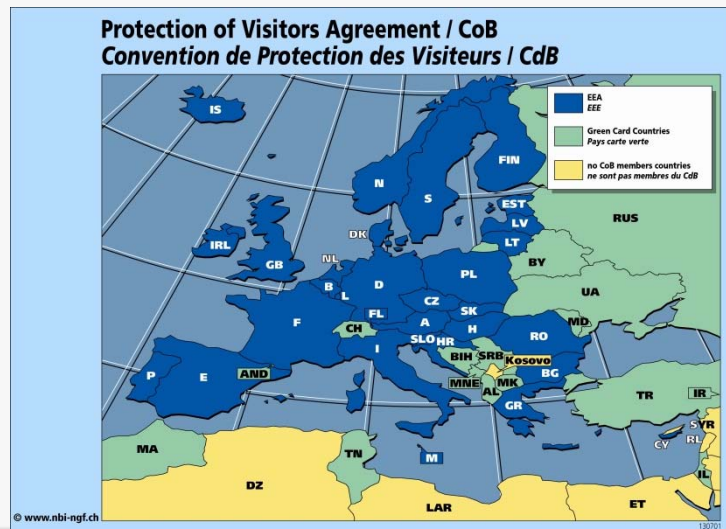 Protection of Visitors Agreement / CoB
Convention de Protection des Visiteurs / CdB
EEA
EEE
Green Card Countries
Pays carte verte
no CoB members countries
ne sont pas membres du CdB
IS
FIN
N
S
RUS
EST
LV
DK
LT
IRL
NL
BY
GB
PL
B
D
L
UA
CZ
FL
SK
F
CH
A
H
MD
RO
SLO
HR
I
BIH
SRB
Kosovo
P
E
AND
BG
MNE
MK
AL
TR
IR
GR
SYR
CY
RL
MA
TN
M
IL
DZ
LAR
ET
© www.nbi-ngf.ch
130701